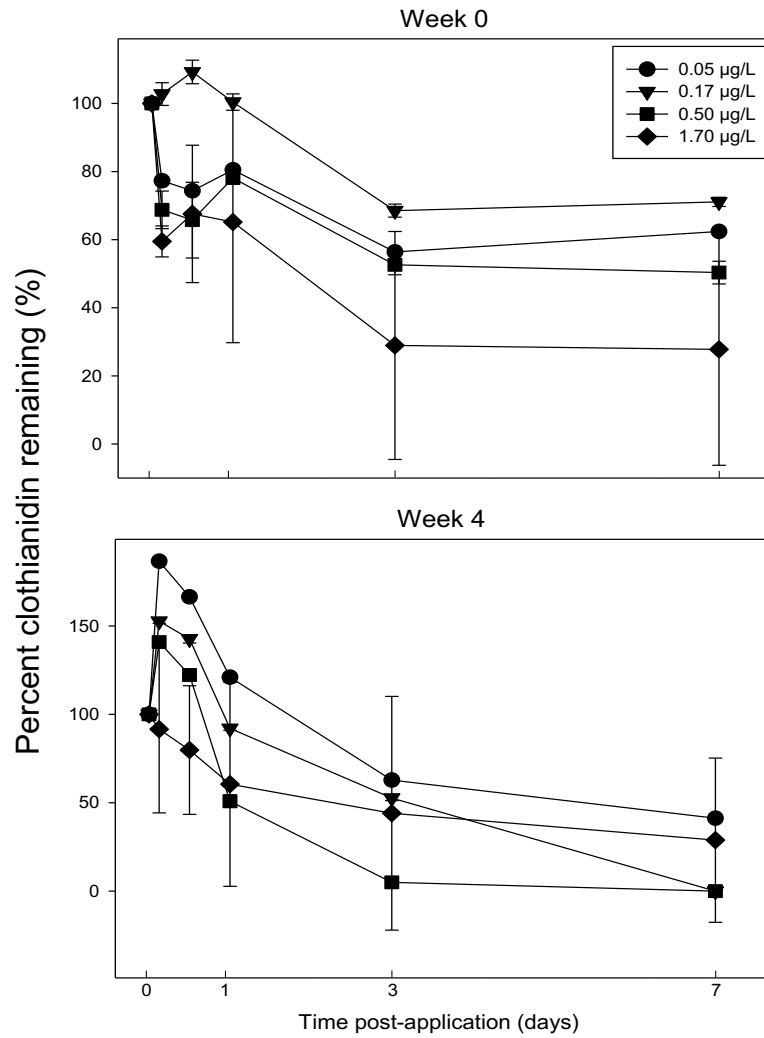 Week 0
0.05 µg/L
0.17 µg/L
0.50 µg/L
1.70 µg/L
100
80
60
40
20
0
Percent clothianidin remaining (%)
Week 4
150
100
50
0
0 1 3 7
Time post-application (days)